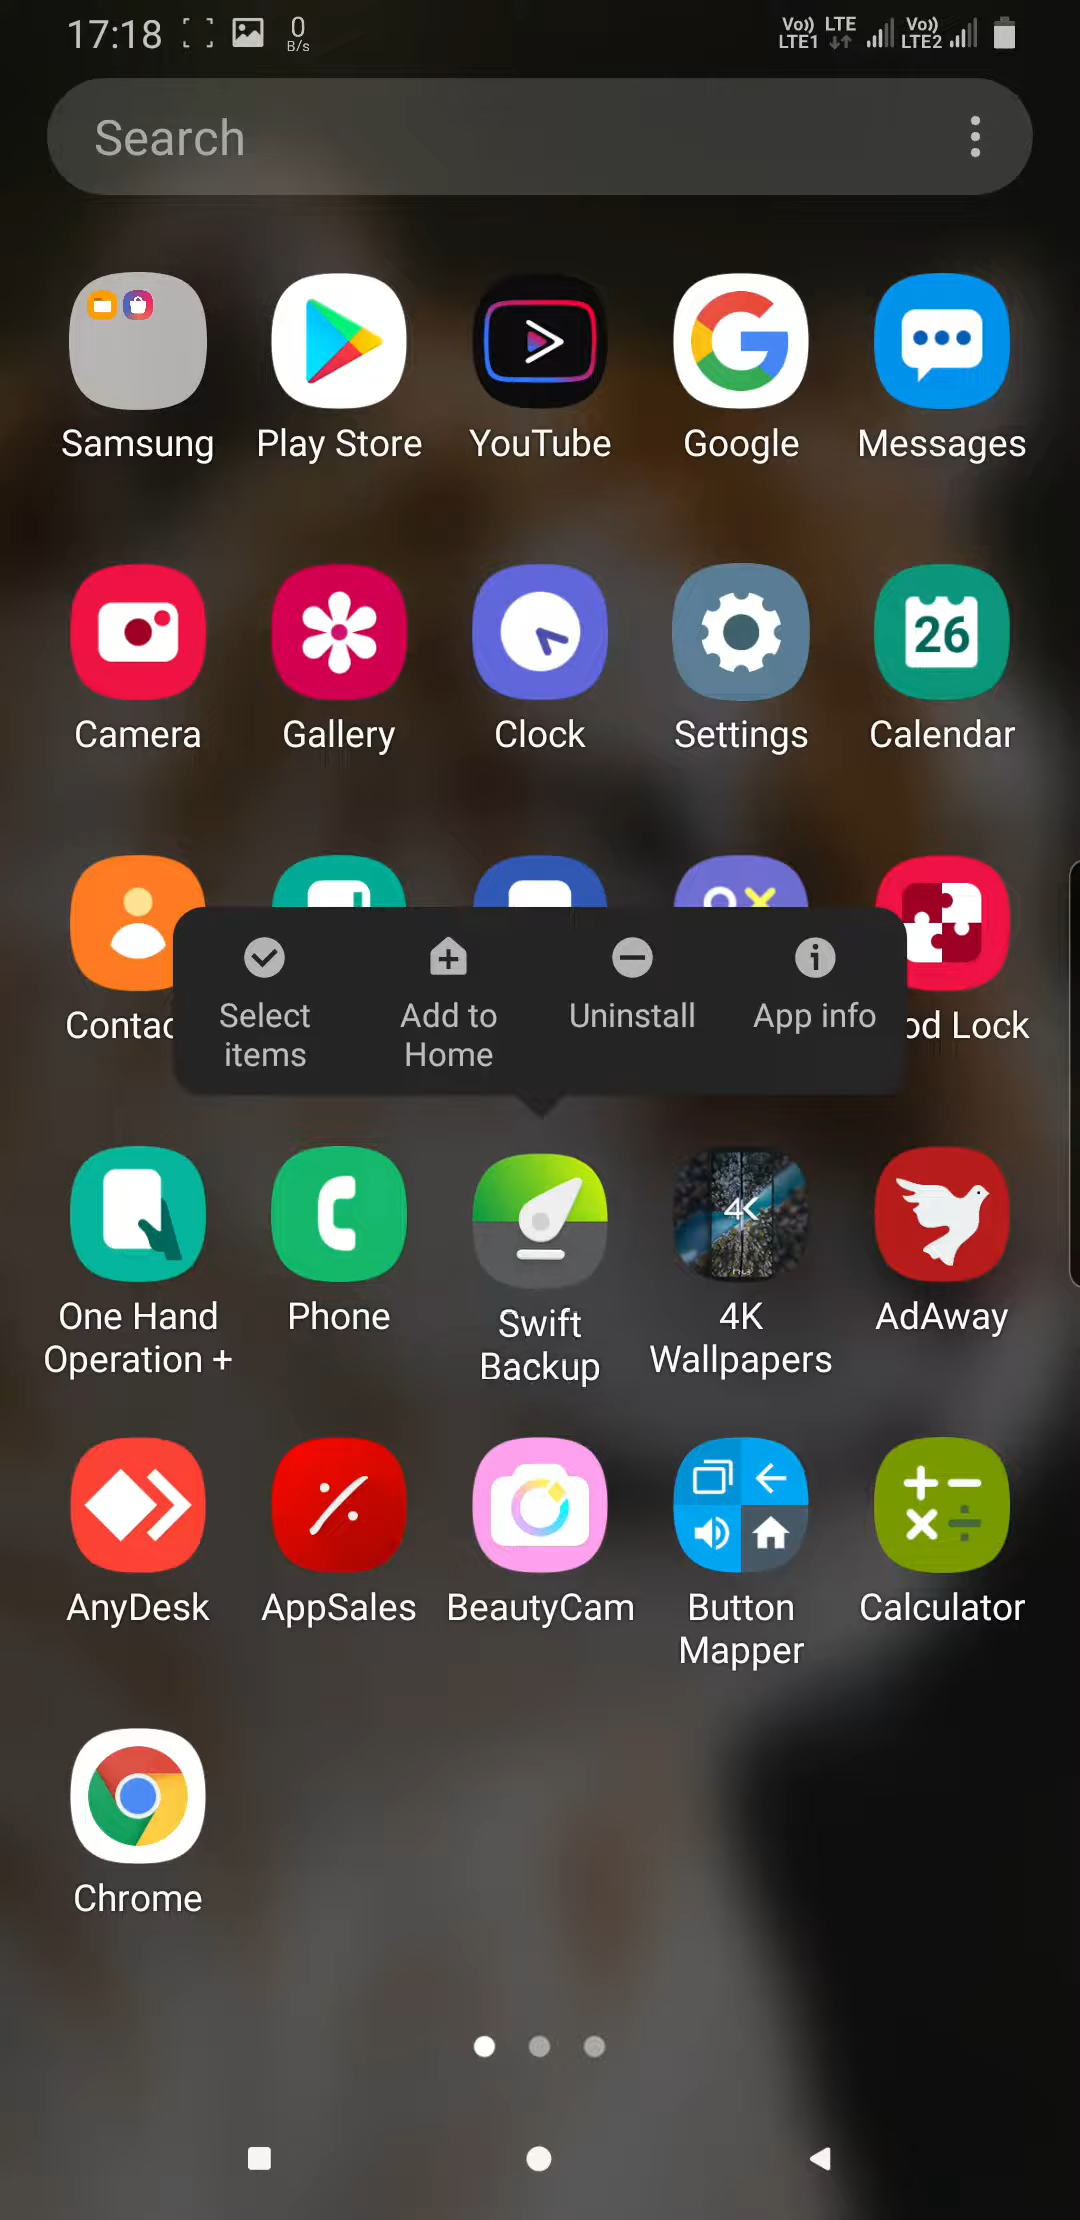 17:18
0
B/s
Vo)) LTE
LTE1
Vo))
LTE2
Search
Samsung
Play Store
YouTube
Google
Messages
26
Camera
Gallery
Clock
Settings
Calendar
Select
items
Add to
Home
Uninstall
App info
Contac
od Lock
4K
One Hand
Operation +
Phone
Swift
Backup
4K
Wallpapers
AdAway
AnyDesk
AppSales
BeautyCam
Button
Mapper
Calculator
Chrome